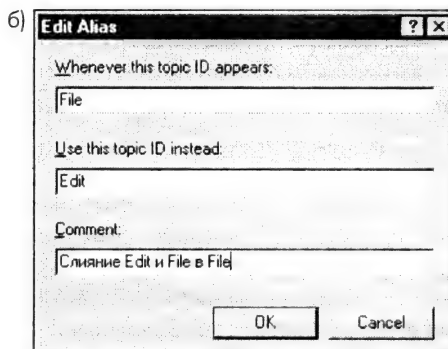 б)
Edit Alias
Whenever this topic ID appears:
File
Use this topic ID instead:
Edit
Comment:
Слияние Edit и File в File
OK Cancel